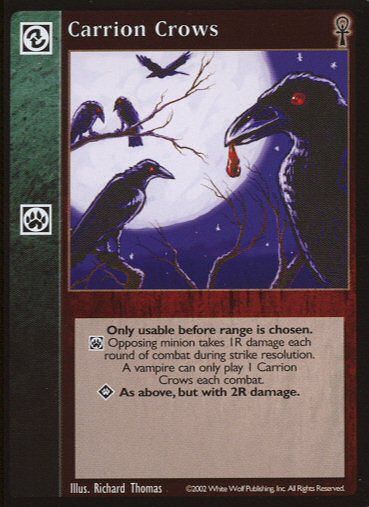 Carrion Crows
Only usable before range is chosen.
Opposing minion takes 1R damage each
round of combat during strike resolution.
A vampire can only play 1 Carrion
Crows each combat.
As above, but with 2R damage.
Illus. Richard Thomas ©2002 White Wolf Publishing, Inc. All Rights Reserved.